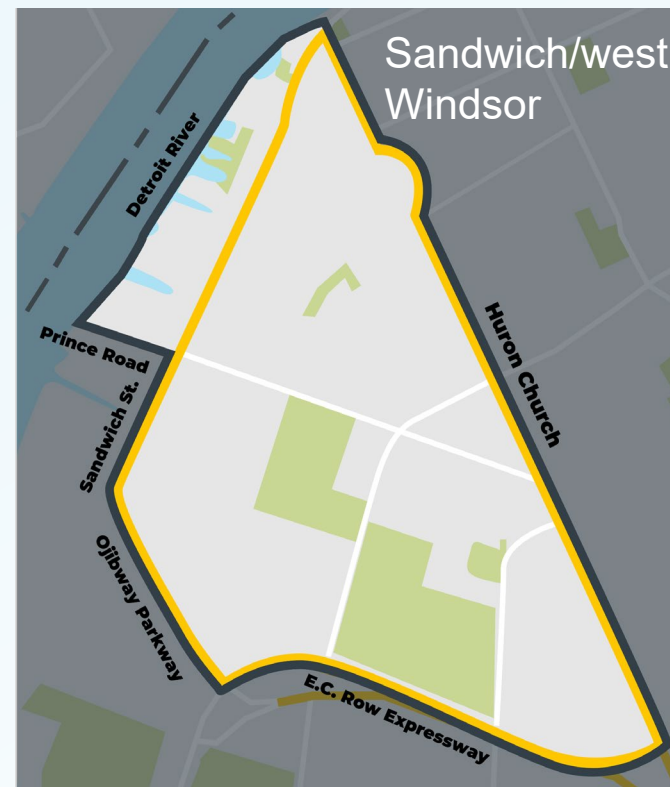 Sandwich/west
Windsor
Detroit River
Prince Road
Sandwich St.
Huron Church
Ojibway Parkway
E.C. Row Expressway